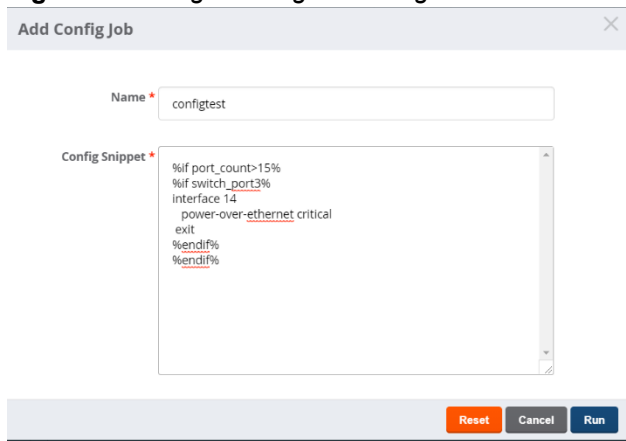 Add Config Job
Name *
configtest
Config Snippet *
%if port_count>15%
%if switch_port3%
interface 14
power-over-ethernet critical
exit
%endif%
%endif%
Reset Cancel Run